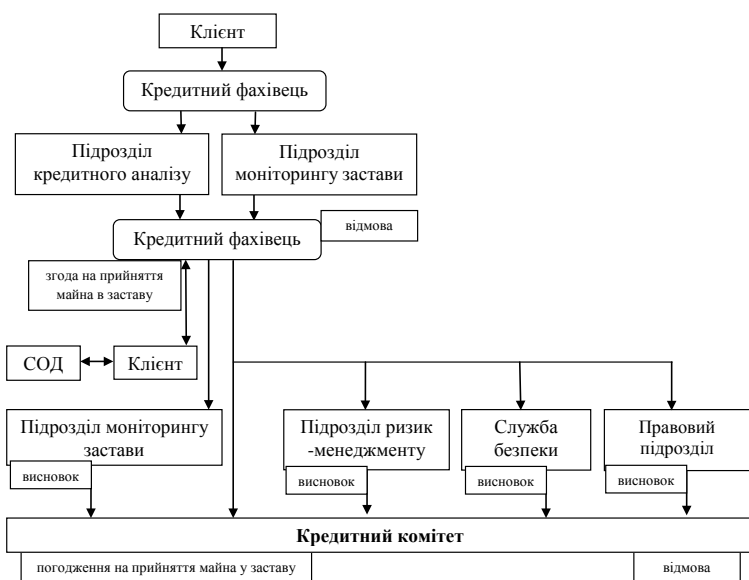 Клієнт
Кредитний фахівець
Підрозділ
кредитного аналізу
Підрозділ
моніторингу застави
Кредитний фахівець
відмова
згода на прийняття
майна в заставу
СОД
Клієнт
Підрозділ моніторингу
застави
Підрозділ ризик
-менеджменту
Служба
безпеки
Правовий
підрозділ
висновок
висновок
висновок
висновок
Кредитний комітет
погодження на прийняття майна у заставу
відмова